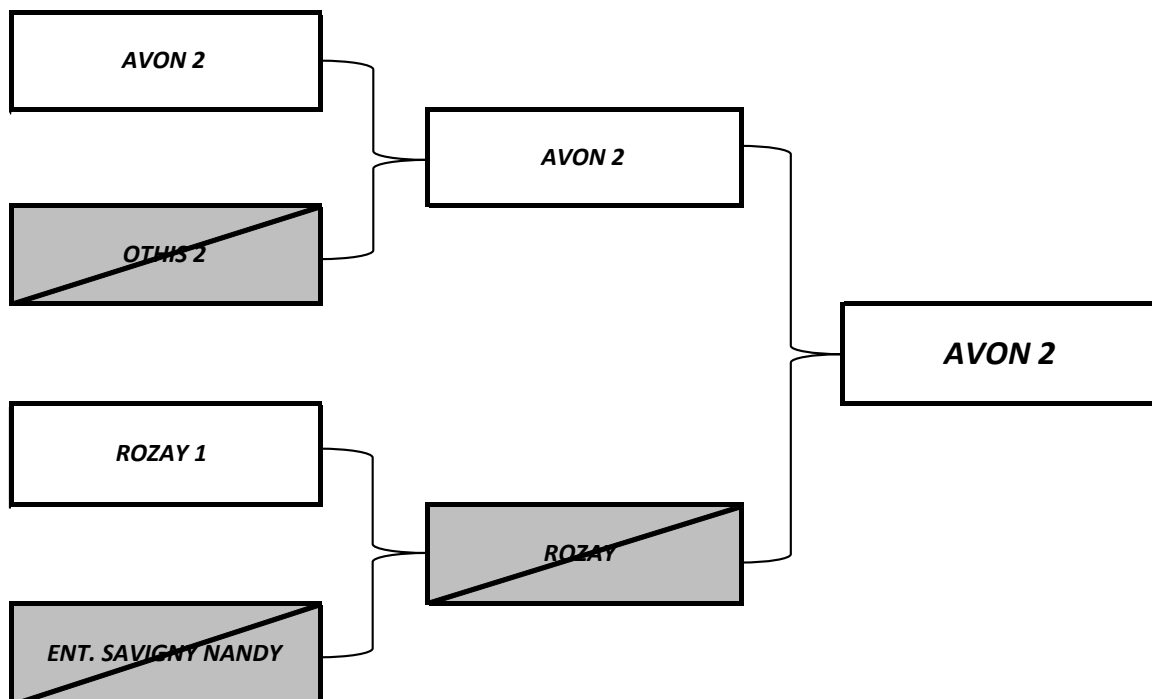 AVON 2
AVON 2
OTHIS 2
AVON 2
ROZAY 1
ROZAY
ENT. SAVIGNY NANDY